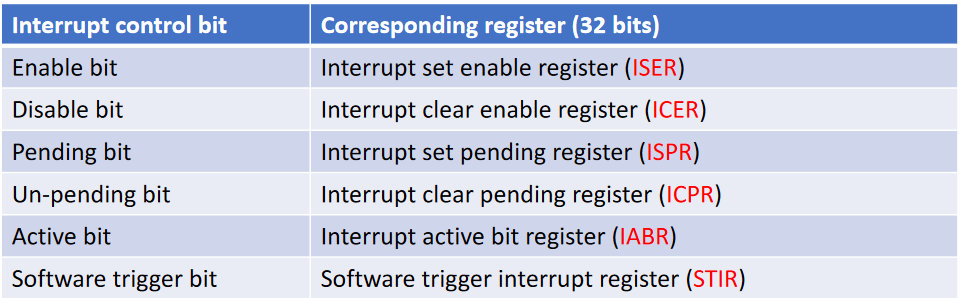 Interrupt control bit Corresponding register (32 bits)
Enable bit Interrupt set enable register (ISER)
Disable bit Interrupt clear enable register (ICER)
Pending bit Interrupt set pending register (ISPR)
Un-pending bit Interrupt clear pending register (ICPR)
Active bit Interrupt active bit register (IABR)
Software trigger bit Software trigger interrupt register (STIR)